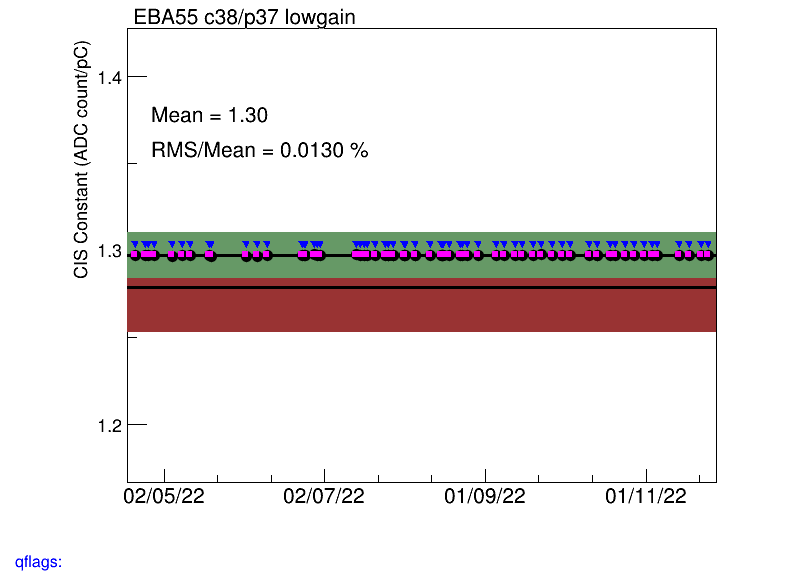 EBA55 c38/p37 lowgain
CIS Constant (ADC count/pC)
1.4
Mean = 1.30
RMS/Mean = 0.0130 %
1.3
1.2
02/05/22 02/07/22 01/09/22 01/11/22
qflags: